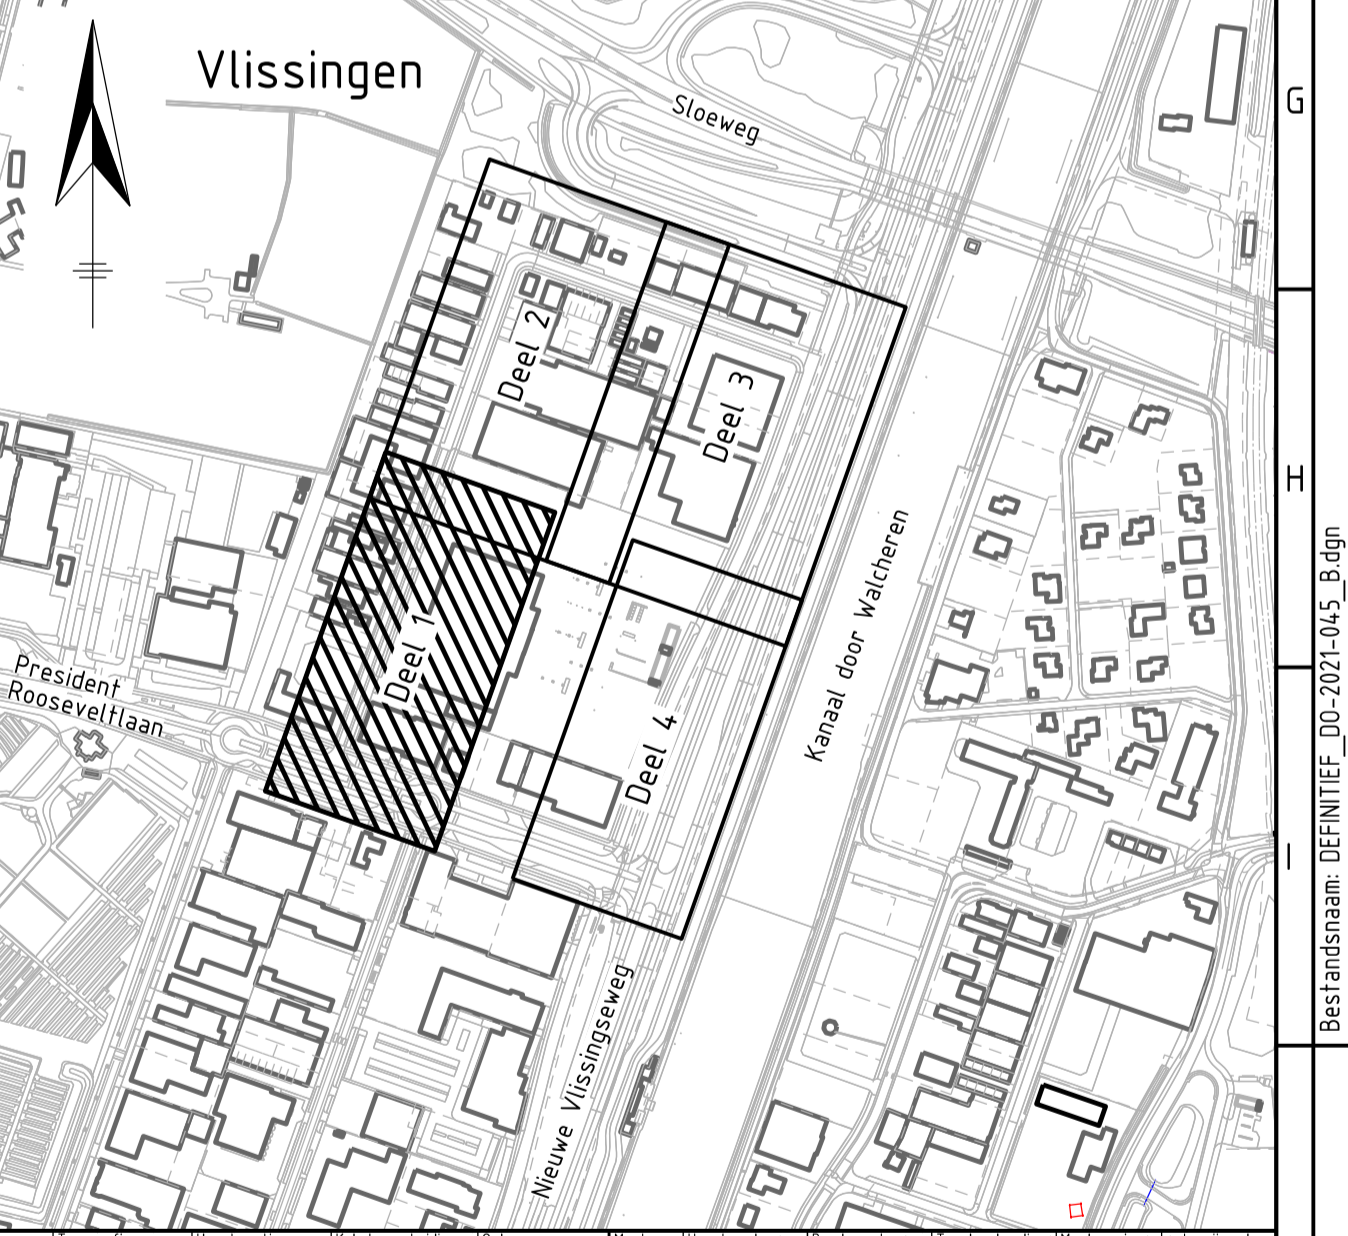 Vlissingen
Sloeweg
G
Deel 2
Deel 3
H
Deel 1
Deel 4
Kanaal door Walcheren
President
Rooseveltlaan
I
Nieuwe Vlissingseweg
Bestandsnaam: DEFINITIEF_DO-2021-045_B.dgn